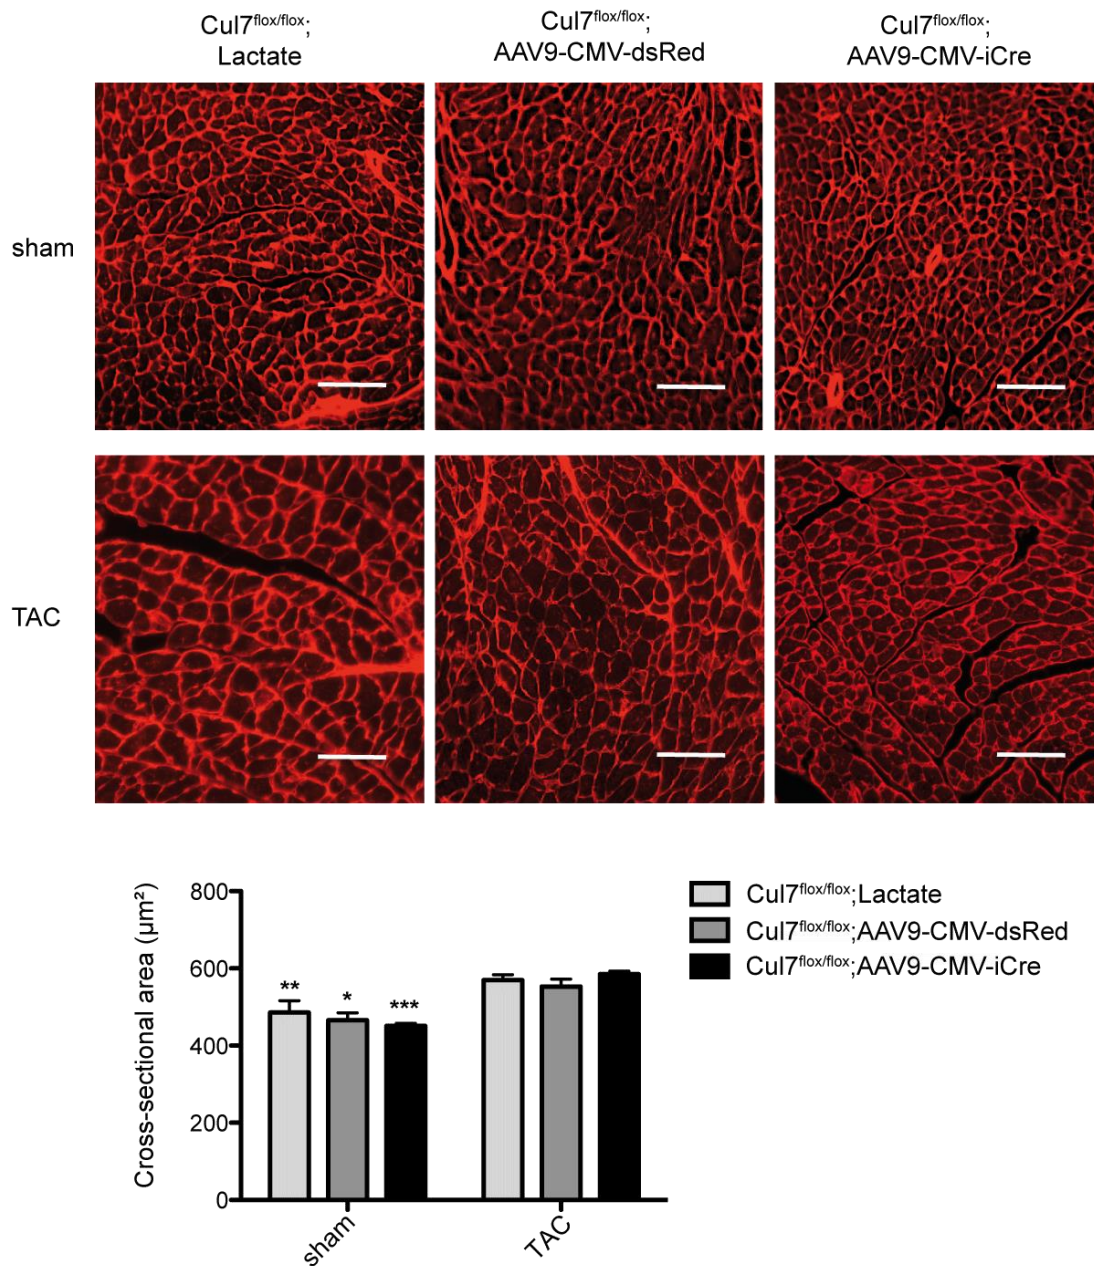 Cul7flox/flox;
Lactate
Cul7flox/flox;
AAV9-CMV-dsRed
Cul7flox/flox;
AAV9-CMV-iCre
sham
TAC
Cross-sectional area (µm²)
800
600
400
200
0
**
*
***
sham
TAC
Cul7flox/flox;Lactate
Cul7flox/flox;AAV9-CMV-dsRed
Cul7flox/flox;AAV9-CMV-iCre